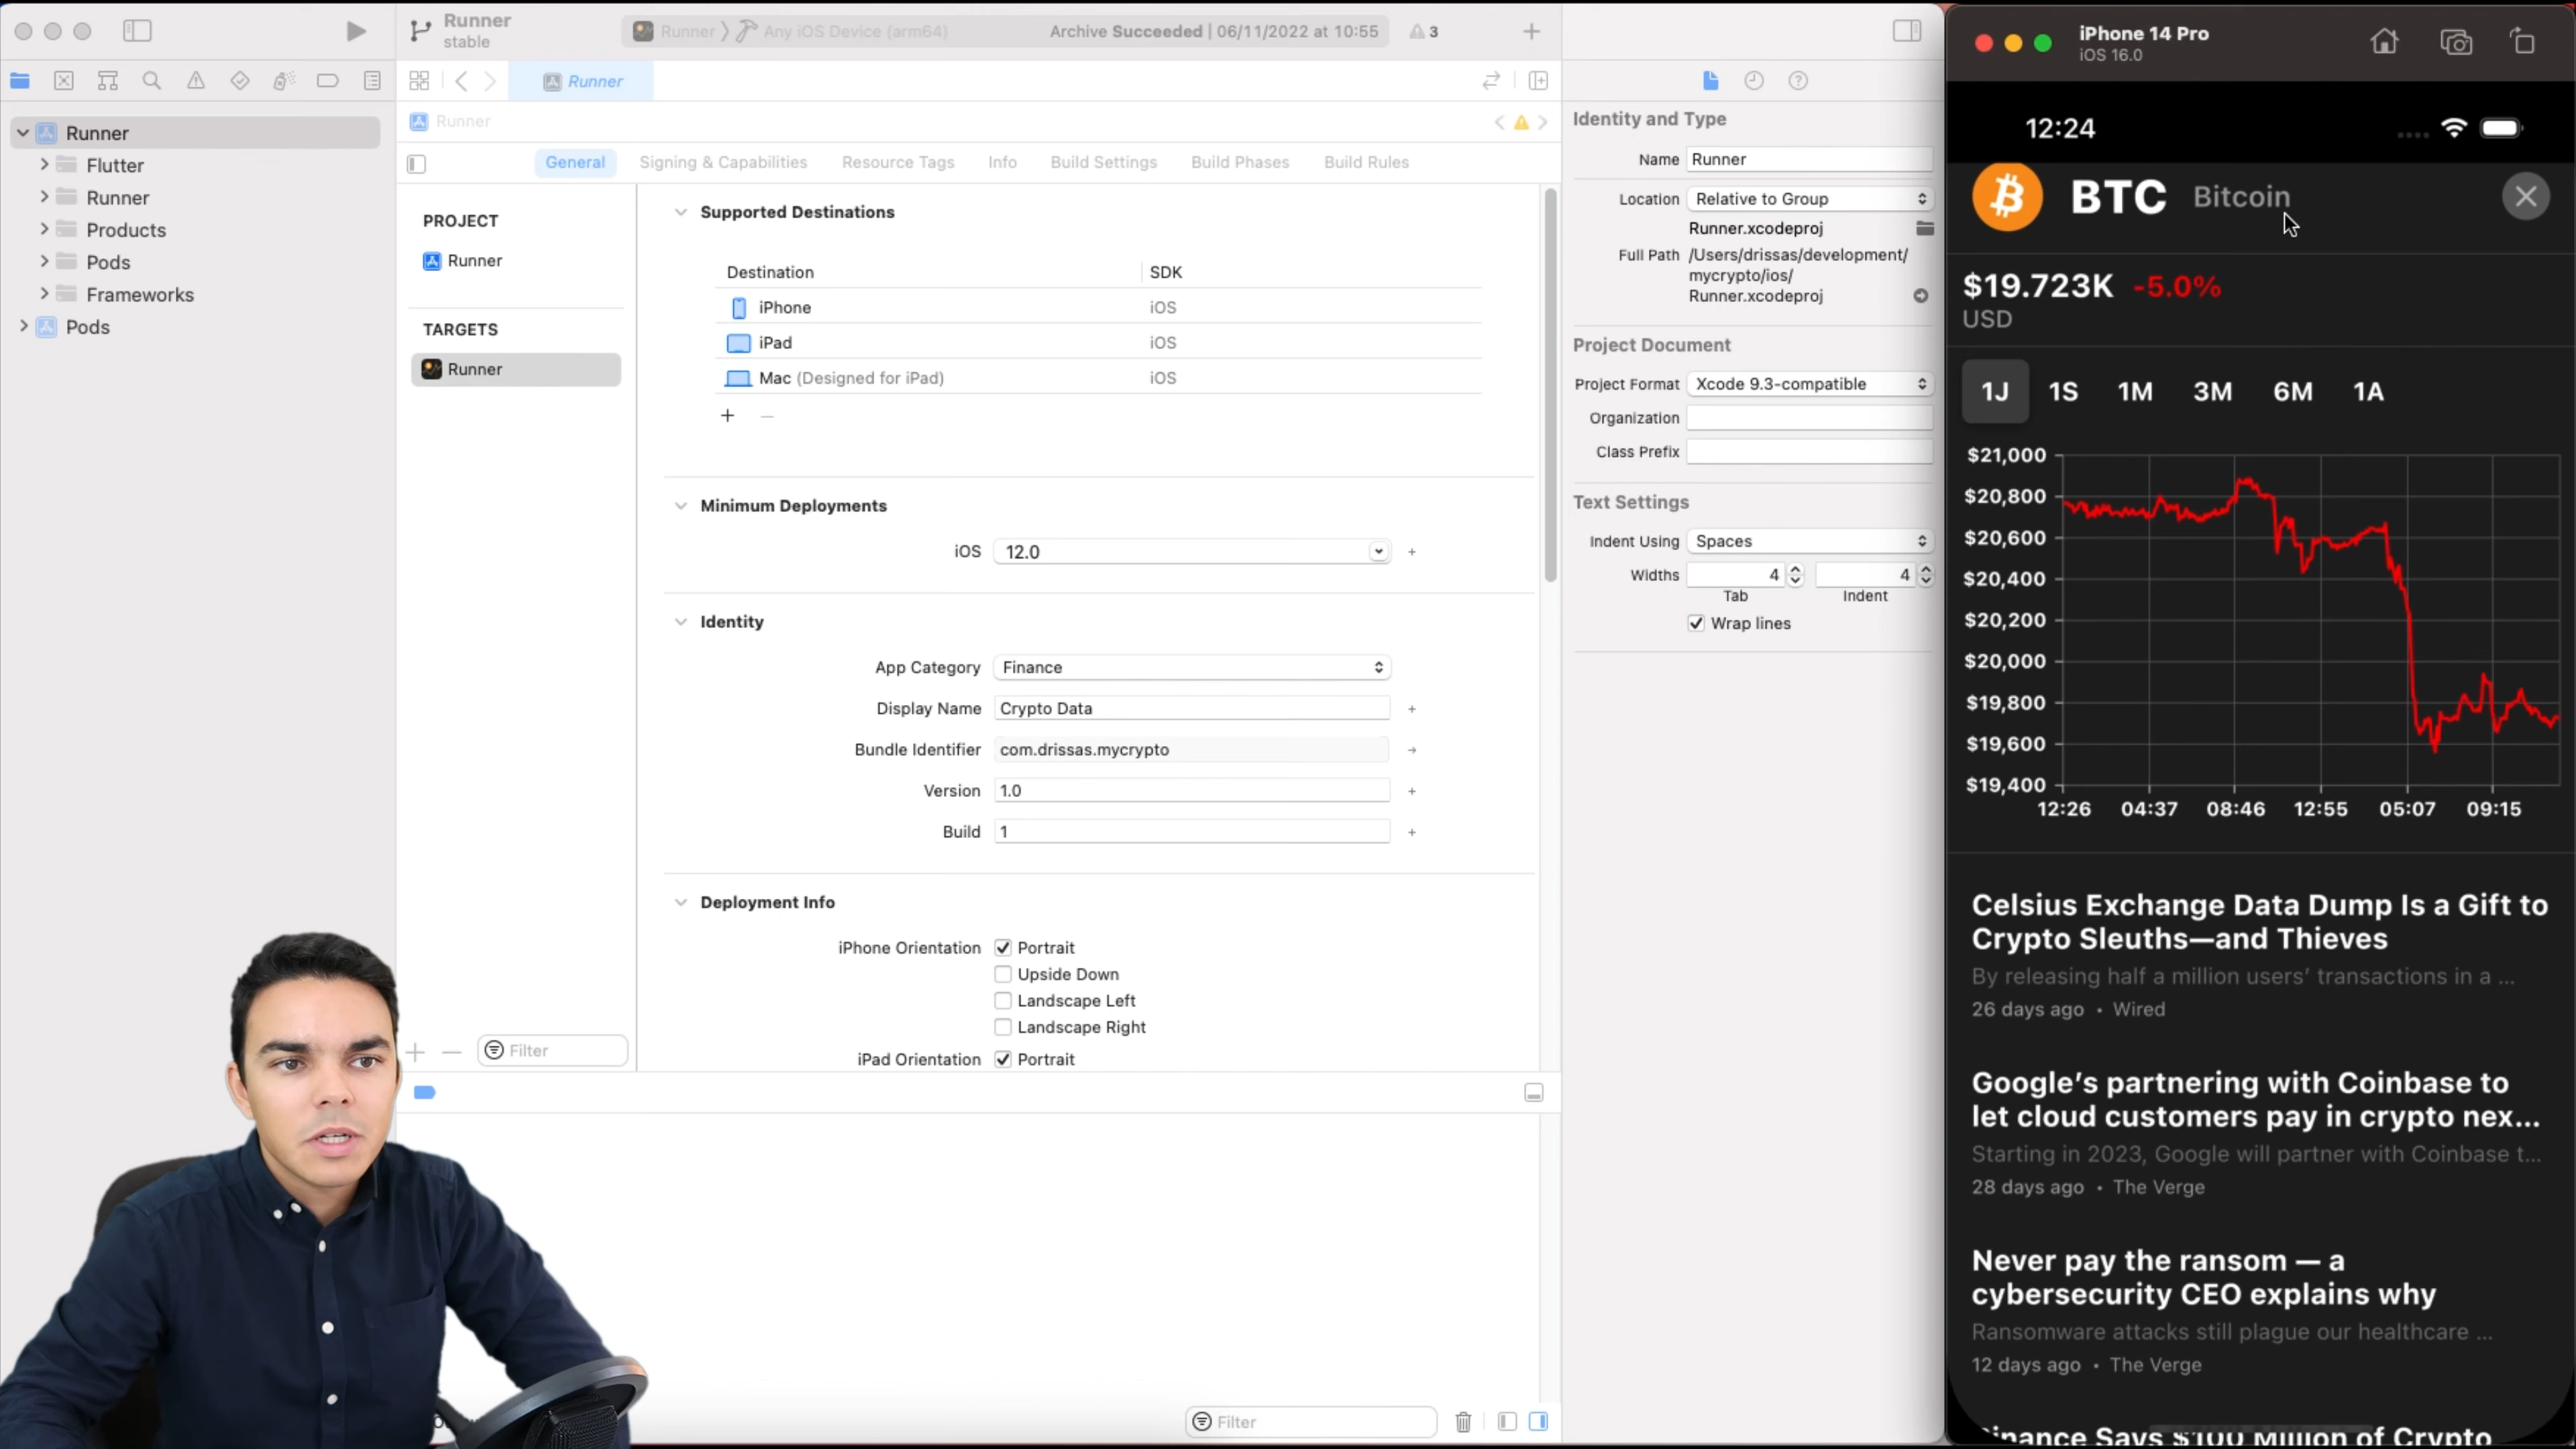 Runner
stable
Runner
Any iOS Device (arm64)
Archive Succeeded | 06/11/2022 at 10:55
3
Runner
Runner
Runner
Flutter
Runner
Products
Pods
Frameworks
Pods
General
Signing & Capabilities
Resource Tags
Info
Build Settings
Build Phases
Build Rules
PROJECT
Runner
TARGETS
Runner
Filter
Supported Destinations
Destination
SDK
iPhone
iOS
iPad
iOS
Mac (Designed for iPad)
iOS
Minimum Deployments
iOS
12.0
Identity
App Category
Finance
Display Name
Crypto Data
Bundle Identifier
com.drissas.mycrypto
Version
1.0
Build
1
Deployment Info
iPhone Orientation
Portrait
Upside Down
Landscape Left
Landscape Right
iPad Orientation
Portrait
Filter
Identity and Type
Name
Runner
Location
Relative to Group
Runner.xcodeproj
Full Path
/Users/drissas/development/
mycrypto/ios/
Runner.xcodeproj
Project Document
Project Format
Xcode 9.3-compatible
Organization
Class Prefix
Text Settings
Indent Using
Spaces
Widths
4
4
Tab
Indent
Wrap lines
iPhone 14 Pro
iOS 16.0
12:24
BTC
Bitcoin
$19.723K
-5.0%
USD
1J
1S
1M
3M
6M
1A
$21,000
$20,800
$20,600
$20,400
$20,200
$20,000
$19,800
$19,600
$19,400
12:26
04:37
08:46
12:55
05:07
09:15
Celsius Exchange Data Dump Is a Gift to
Crypto Sleuths—and Thieves
By releasing half a million users’ transactions in a ...
26 days ago • Wired
Google’s partnering with Coinbase to
let cloud customers pay in crypto nex...
Starting in 2023, Google will partner with Coinbase t...
28 days ago • The Verge
Never pay the ransom — a
cybersecurity CEO explains why
Ransomware attacks still plague our healthcare ...
12 days ago • The Verge
Binance Says $100 Million of Crypto